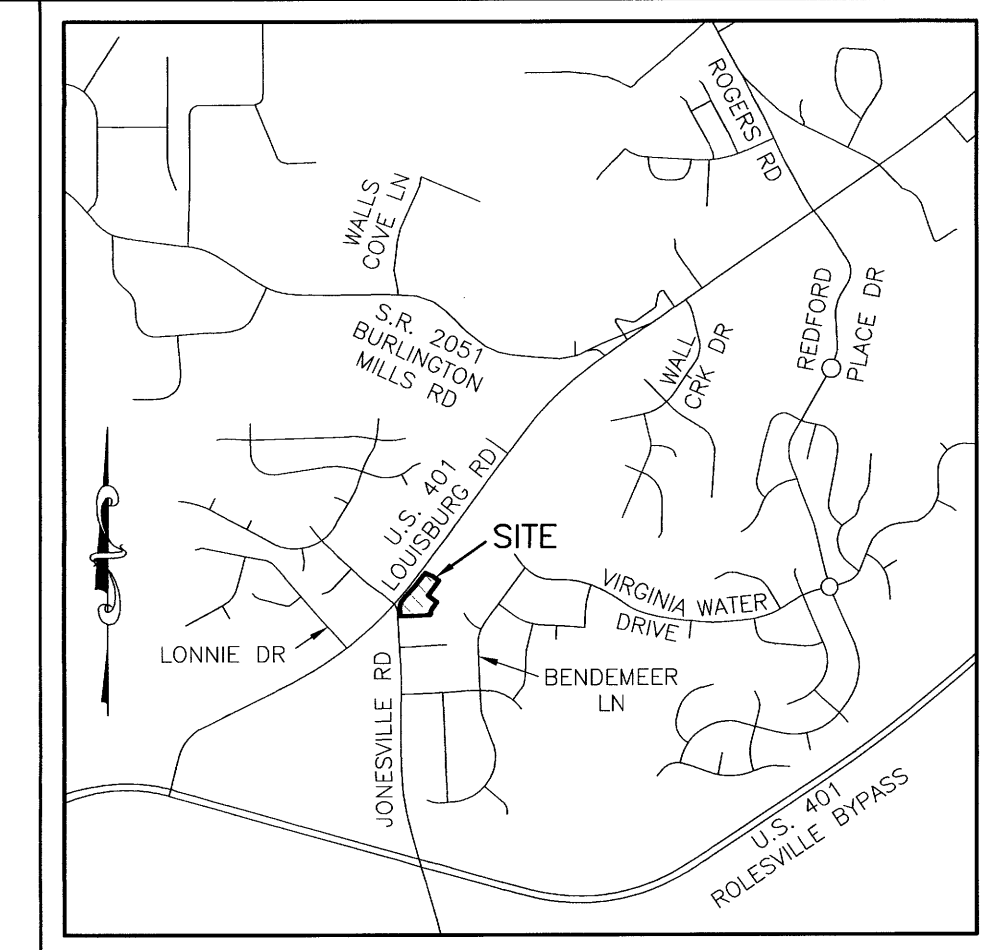 ROGERS RD
WALLS
COVE LN
S.R. 2051
BURLINGTON
MILLS RD
REDFORD
PLACE DR
WALL
CRK DR
U.S. 401
LOUISBURG RD
SITE
VIRGINIA WATER
DRIVE
LONNIE DR
BENDEMEER
LN
JONESVILLE RD
U.S. 401
ROLESVILLE BYPASS